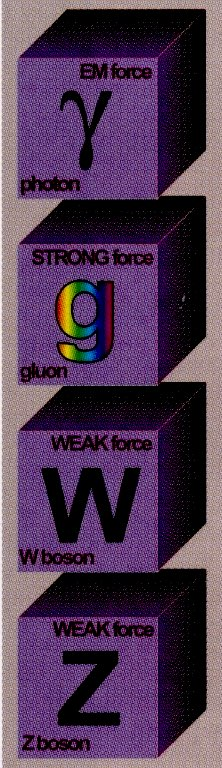 EM force
γ
photon
STRONG force
g
gluon
WEAK force
W
W boson
WEAK force
Z
Z boson